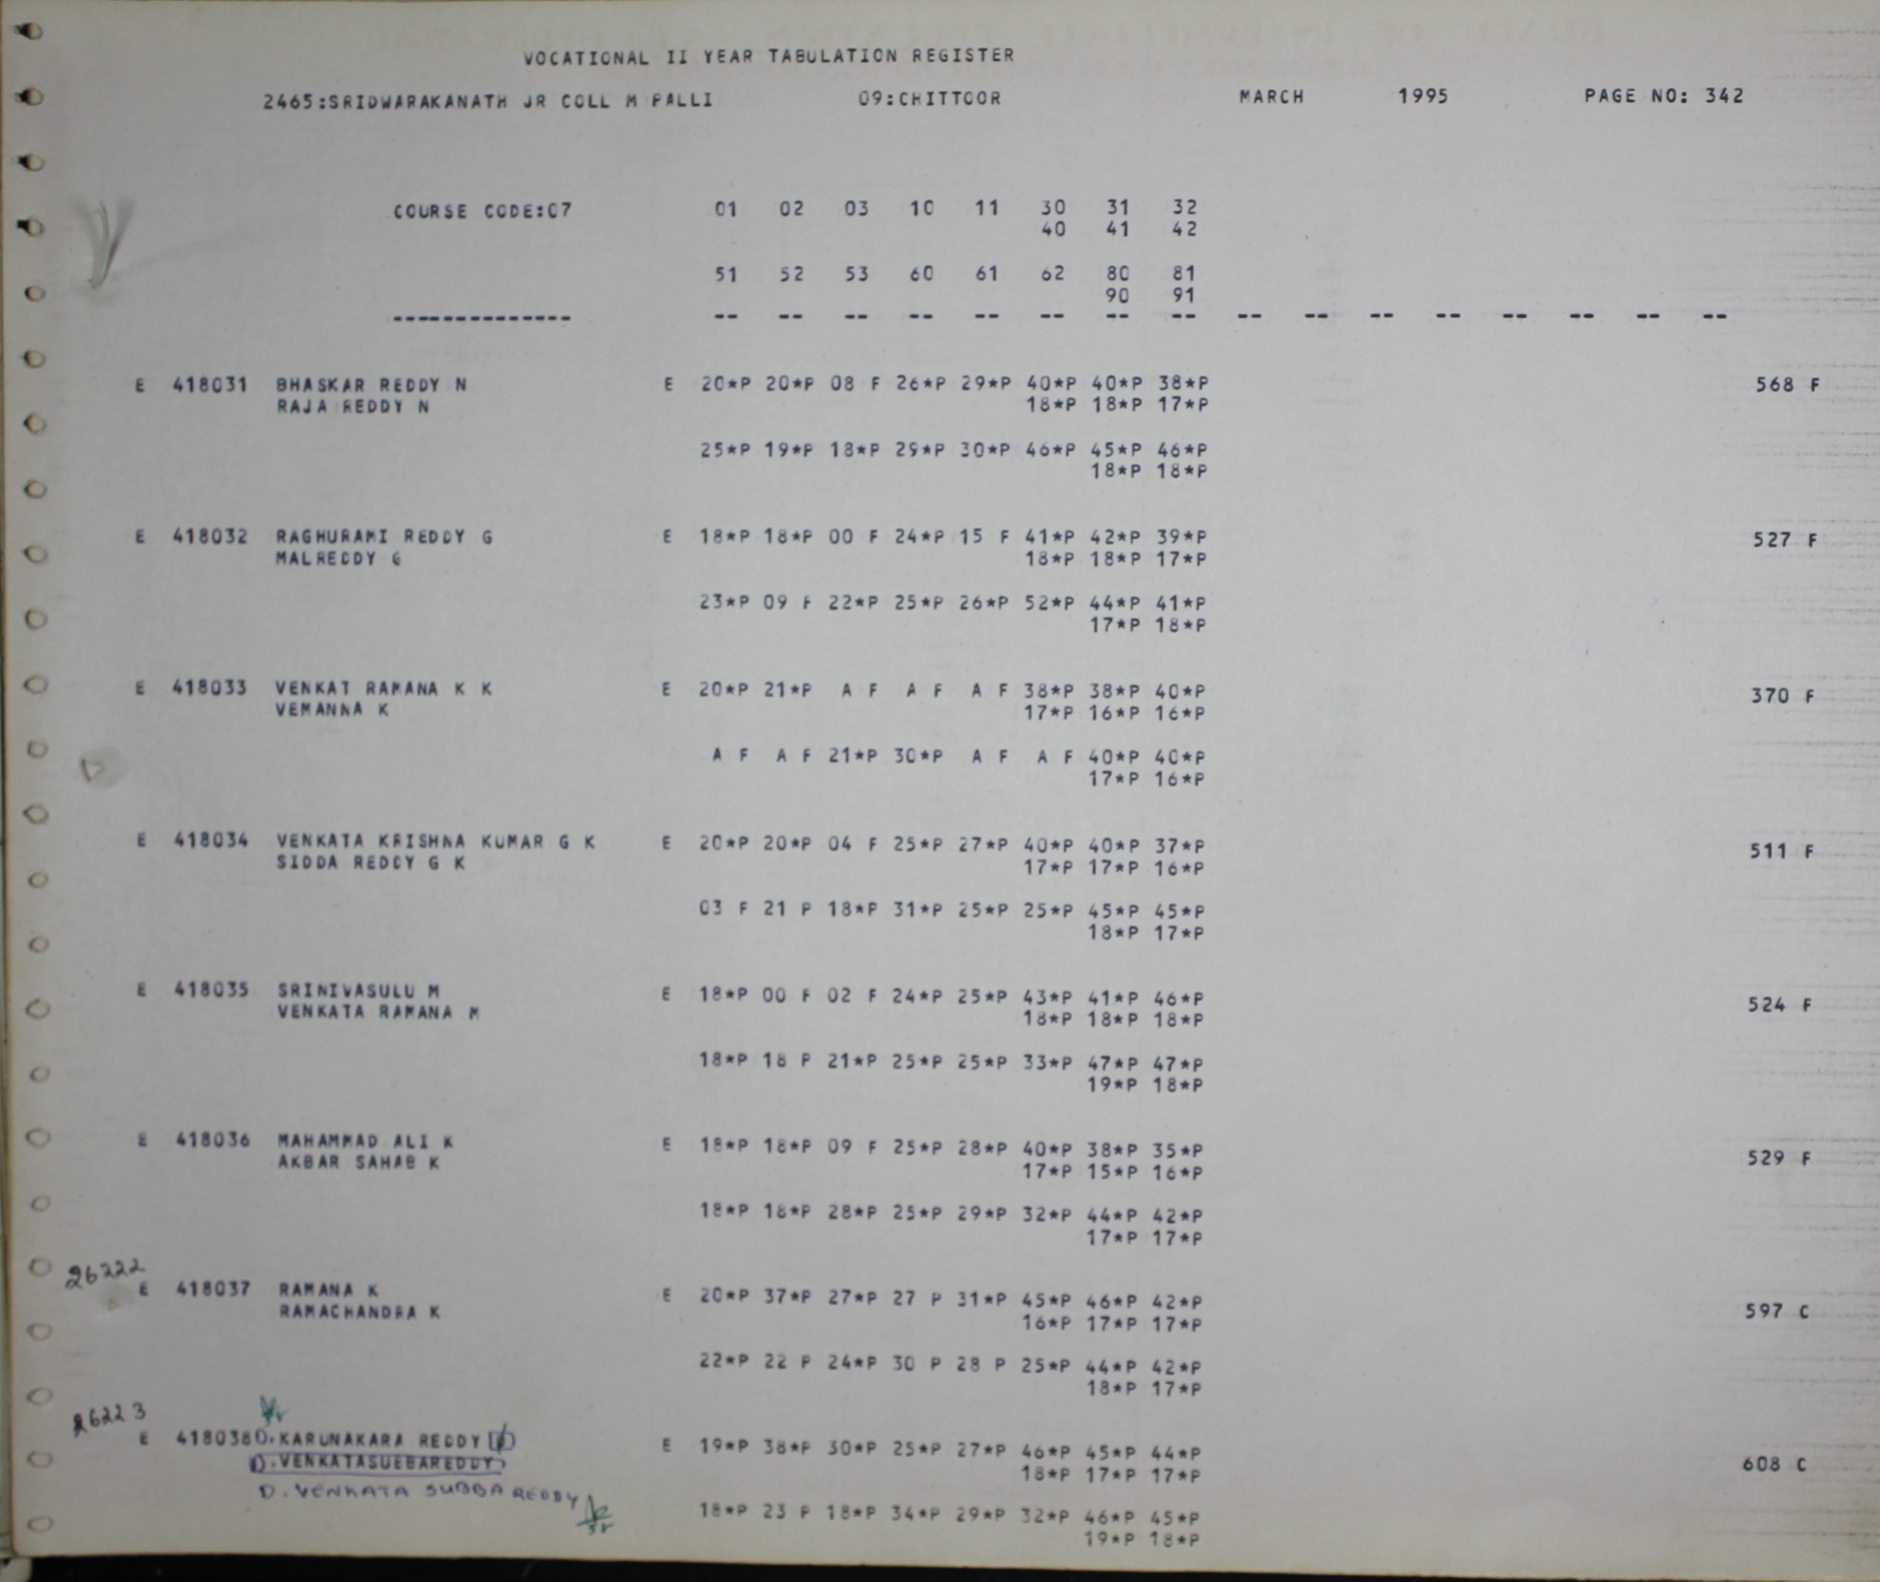 VOCATIONAL II YEAR TABULATION REGISTER
2465:SRIDWARAKANATH JR COLL M PALLI 09:CHITTOOR MARCH 1995 PAGE NO: 342
COURSE CODE:07 01 02 03 10 11 30 31 32
40 41 42
51 52 53 60 61 62 80 81
90 91
-------------- -- -- -- -- -- -- -- -- -- -- -- -- -- -- -- --
E 418031 BHASKAR REDDY N E 20*P 20*P 08 F 26*P 29*P 40*P 40*P 38*P 568 F
RAJA REDDY N 18*P 18*P 17*P
25*P 19*P 18*P 29*P 30*P 46*P 45*P 46*P
18*P 18*P
E 418032 RAGHURAMI REDDY G E 18*P 18*P 00 F 24*P 15 F 41*P 42*P 39*P 527 F
MALREDDY G 18*P 18*P 17*P
23*P 09 F 22*P 25*P 26*P 52*P 44*P 41*P
17*P 18*P
E 418033 VENKAT RAMANA K K E 20*P 21*P A F A F A F 38*P 38*P 40*P 370 F
VEMANNA K 17*P 16*P 16*P
A F A F 21*P 30*P A F A F 40*P 40*P
17*P 16*P
E 418034 VENKATA KRISHNA KUMAR G K E 20*P 20*P 04 F 25*P 27*P 40*P 40*P 37*P 511 F
SIDDA REDDY G K 17*P 17*P 16*P
03 F 21 P 18*P 31*P 25*P 25*P 45*P 45*P
18*P 17*P
E 418035 SRINIVASULU M E 18*P 00 F 02 F 24*P 25*P 43*P 41*P 46*P 524 F
VENKATA RAMANA M 18*P 18*P 18*P
18*P 18 P 21*P 25*P 25*P 33*P 47*P 47*P
19*P 18*P
E 418036 MAHAMMAD ALI K E 18*P 18*P 09 F 25*P 28*P 40*P 38*P 35*P 529 F
AKBAR SAHAB K 17*P 15*P 16*P
18*P 18*P 28*P 25*P 29*P 32*P 44*P 42*P
17*P 17*P
26222
E 418037 RAMANA K E 20*P 37*P 27*P 27 P 31*P 45*P 46*P 42*P 597 C
RAMACHANDRA K 16*P 17*P 17*P
22*P 22 P 24*P 30 P 28 P 25*P 44*P 42*P
18*P 17*P
26223
E 418038 D. KARUNAKARA REDDY D E 19*P 38*P 30*P 25*P 27*P 46*P 45*P 44*P 608 C
D. VENKATASUEBAREDDY 18*P 17*P 17*P
D. VENKATA SUBBA REDDY
18*P 23 P 18*P 34*P 29*P 32*P 46*P 45*P
19*P 18*P